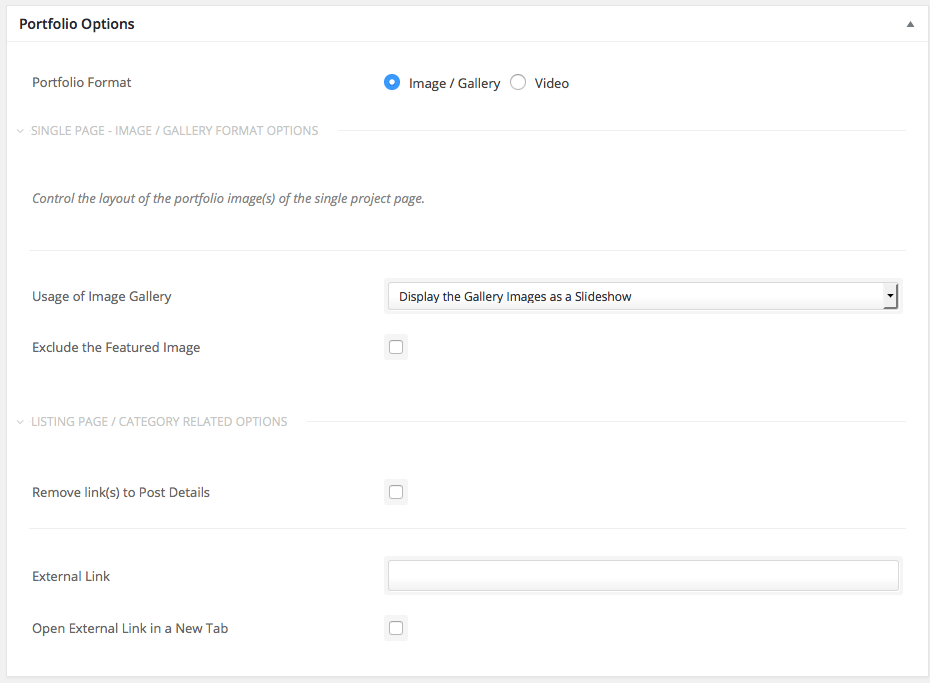 Portfolio Options
Portfolio Format Image / Gallery Video
SINGLE PAGE - IMAGE / GALLERY FORMAT OPTIONS
Control the layout of the portfolio image(s) of the single project page.
Usage of Image Gallery Display the Gallery Images as a Slideshow
Exclude the Featured Image
LISTING PAGE / CATEGORY RELATED OPTIONS
Remove link(s) to Post Details
External Link
Open External Link in a New Tab